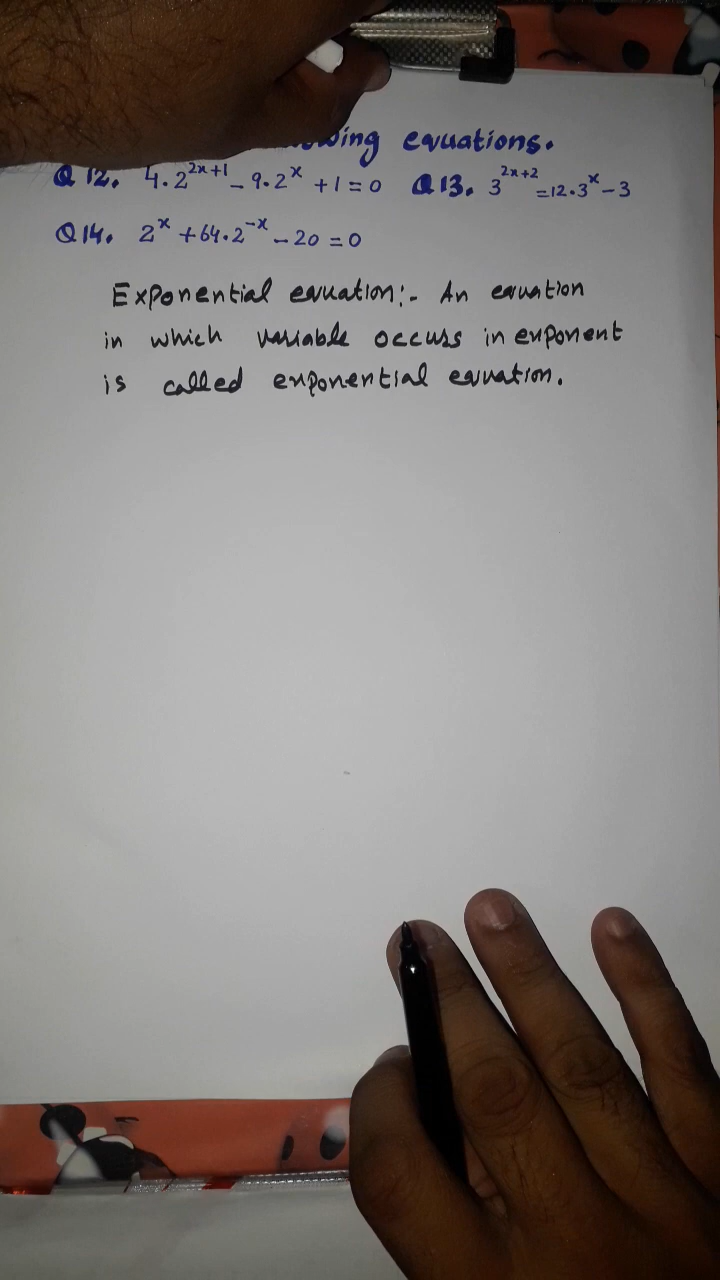 equations.
Q 12. 4.2^{2x+1} - 9.2^x + 1 = 0 Q 13. 3^{2x+2} = 12.3^x - 3
Q 14. 2^x + 64.2^{-x} - 20 = 0
Exponential equation:- An equation
in which variable occurs in exponent
is called exponential equation.